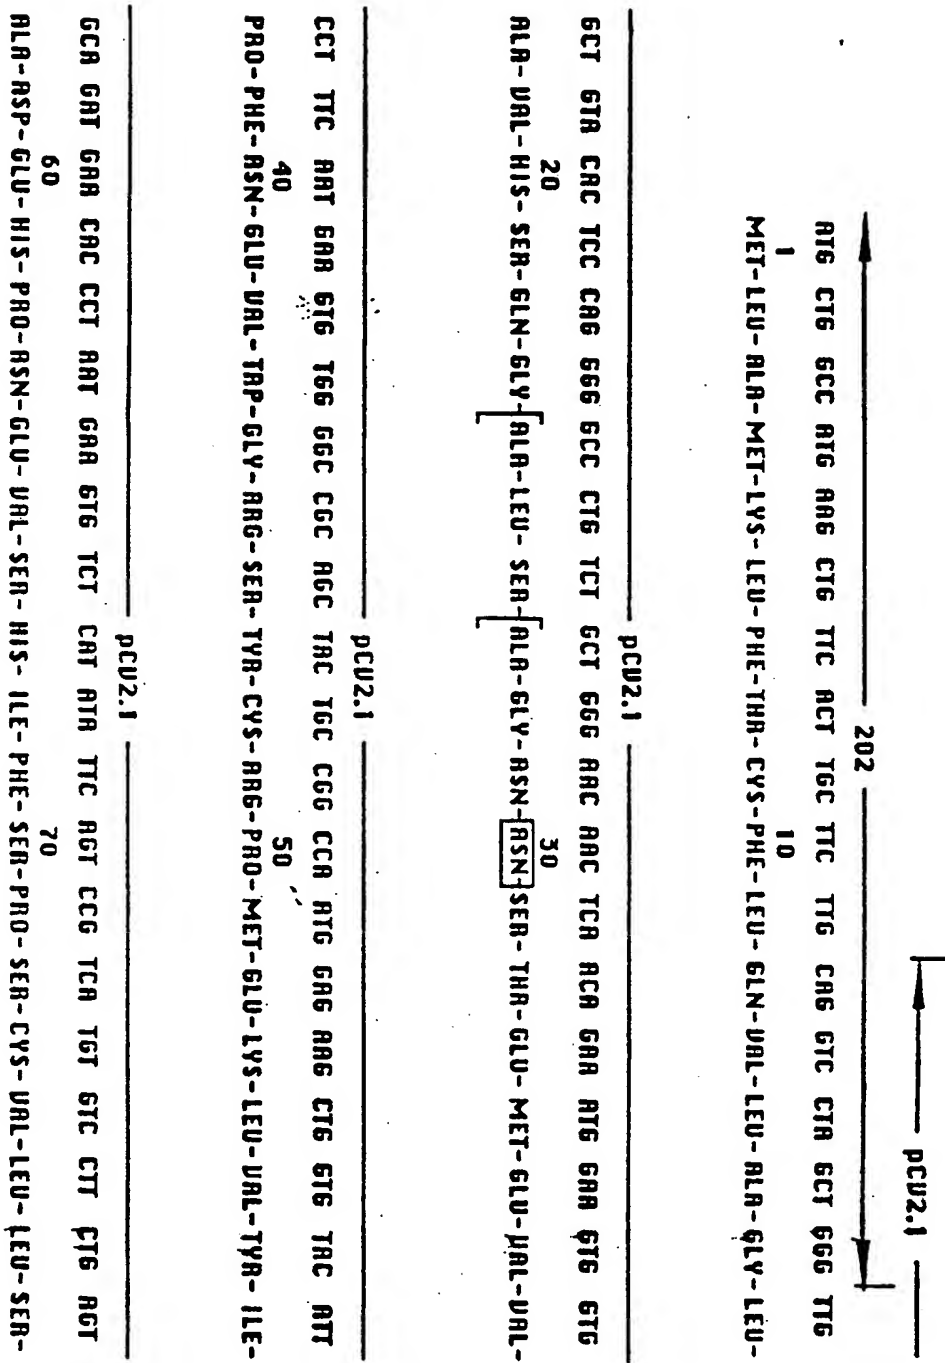 pCV2.1
202
ATG CTG GCC ATG AAG CTG TTC ACT TGC TTC TTG CAG GTC CTA GCT GGG TTG
1 10
MET-LEU-ALA-MET-LYS-LEU-PHE-THR-CYS-PHE-LEU-GLN-VAL-LEU-ALA-GLY-LEU-
pCV2.1
GCT GTA CAC TCC CAG GGG GCC CTG TCT GCT GGG AAC AAC TCA ACA GAA ATG GAA GTG GTG
20 30
ALA-VAL-HIS-SER-GLN-GLY-ALA-LEU-SER-ALA-GLY-ASN-ASN-SER-THR-GLU-MET-GLU-VAL-VAL-
pCV2.1
CCT TTC AAT GAA GTG TGG GGC CGC AGC TAC TGC CGG CCA ATG GAG AAG CTG GTG TAC ATT
40 50
PRO-PHE-ASN-GLU-VAL-TRP-GLY-ARG-SER-TYR-CYS-ARG-PRO-MET-GLU-LYS-LEU-VAL-TYR-ILE-
pCV2.1
GCA GAT GAA CAC CCT AAT GAA GTG TCT CAT ATA TTC AGT CCG TCA TGT GTC CTT CTG AGT
60 70
ALA-ASP-GLU-HIS-PRO-ASN-GLU-VAL-SER-HIS-ILE-PHE-SER-PRO-SER-CYS-VAL-LEU-LEU-SER-